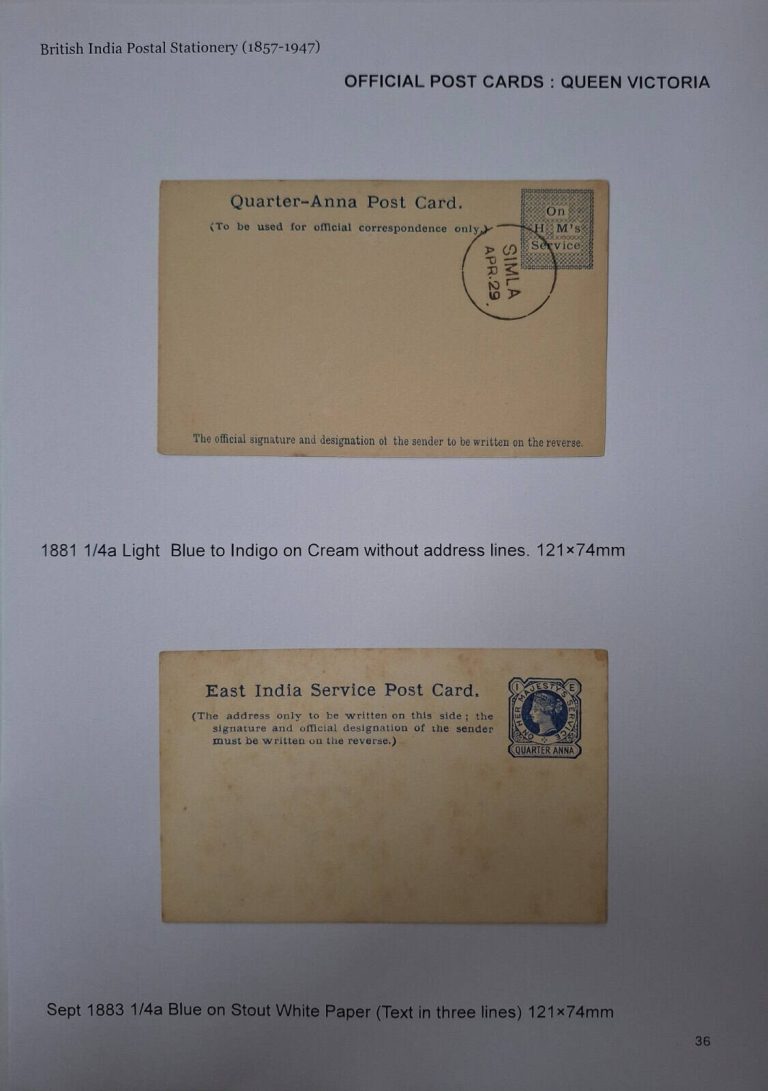 British India Postal Stationery (1857-1947)
OFFICIAL POST CARDS : QUEEN VICTORIA
Quarter-Anna Post Card.
(To be used for official correspondence only.)
On
H M's
Service
SIMLA
APR.29.
The official signature and designation of the sender to be written on the reverse.
1881 1/4a Light Blue to Indigo on Cream without address lines. 121×74mm
East India Service Post Card.
(The address only to be written on this side ; the
signature and official designation of the sender
must be written on the reverse.)
I E
ON HER MAJESTY'S SERVICE
QUARTER ANNA
Sept 1883 1/4a Blue on Stout White Paper (Text in three lines) 121×74mm
36